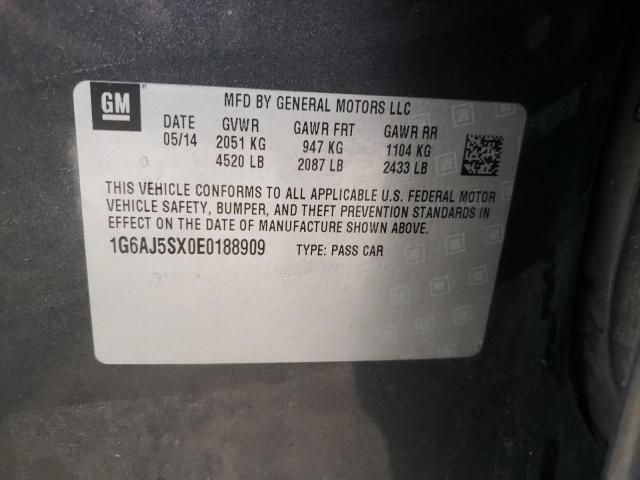 GM
MFD BY GENERAL MOTORS LLC
DATE GVWR GAWR FRT GAWR RR
05/14 2051 KG 947 KG 1104 KG
4520 LB 2087 LB 2433 LB
THIS VEHICLE CONFORMS TO ALL APPLICABLE U.S. FEDERAL MOTOR
VEHICLE SAFETY, BUMPER, AND THEFT PREVENTION STANDARDS IN
EFFECT ON THE DATE OF MANUFACTURE SHOWN ABOVE.
1G6AJ5SX0E0188909 TYPE: PASS CAR